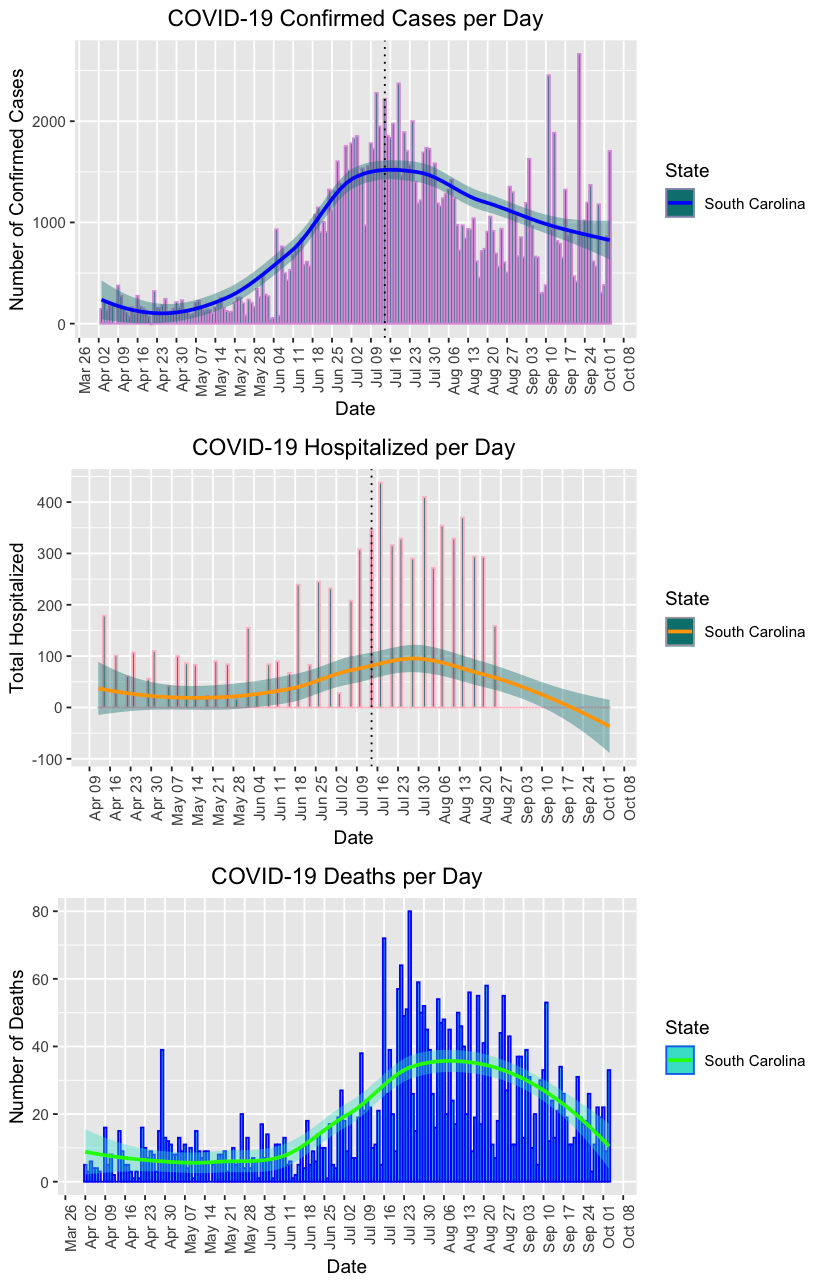 COVID-19 Confirmed Cases per Day
Number of Confirmed Cases
2000
1000
0
Mar 26
Apr 02
Apr 09
Apr 16
Apr 23
Apr 30
May 07
May 14
May 21
May 28
Jun 04
Jun 11
Jun 18
Jun 25
Jul 02
Jul 09
Jul 16
Jul 23
Jul 30
Aug 06
Aug 13
Aug 20
Aug 27
Sep 03
Sep 10
Sep 17
Sep 24
Oct 01
Oct 08
Date
State
South Carolina
COVID-19 Hospitalized per Day
Total Hospitalized
400
300
200
100
0
-100
Apr 09
Apr 16
Apr 23
Apr 30
May 07
May 14
May 21
May 28
Jun 04
Jun 11
Jun 18
Jun 25
Jul 02
Jul 09
Jul 16
Jul 23
Jul 30
Aug 06
Aug 13
Aug 20
Aug 27
Sep 03
Sep 10
Sep 17
Sep 24
Oct 01
Oct 08
Date
State
South Carolina
COVID-19 Deaths per Day
Number of Deaths
80
60
40
20
0
Mar 26
Apr 02
Apr 09
Apr 16
Apr 23
Apr 30
May 07
May 14
May 21
May 28
Jun 04
Jun 11
Jun 18
Jun 25
Jul 02
Jul 09
Jul 16
Jul 23
Jul 30
Aug 06
Aug 13
Aug 20
Aug 27
Sep 03
Sep 10
Sep 17
Sep 24
Oct 01
Oct 08
Date
State
South Carolina